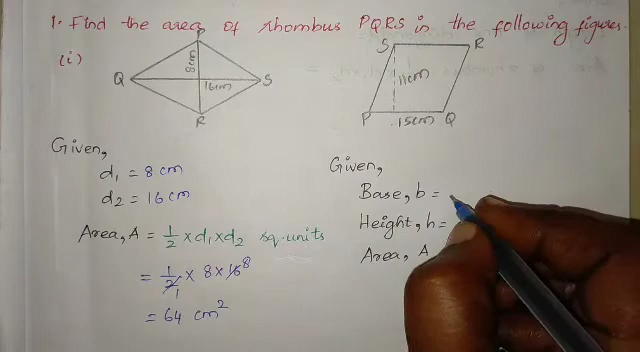 1. Find the area of rhombus PQRS in the following figures.
(i)
P
Q
8cm
16cm
S
R
S
R
11cm
P
15cm
Q
Given,
d₁ = 8 cm
d₂ = 16 cm
Area, A = 1/2 × d₁ × d₂ sq.units
= 1/2 1 × 8 × 16 8
= 64 cm²
Given,
Base, b =
Height, h =
Area, A